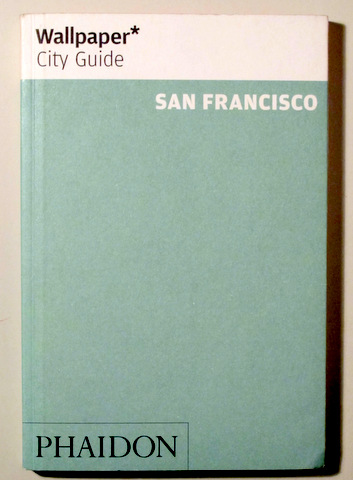 Wallpaper*
City Guide
SAN FRANCISCO
PHAIDON